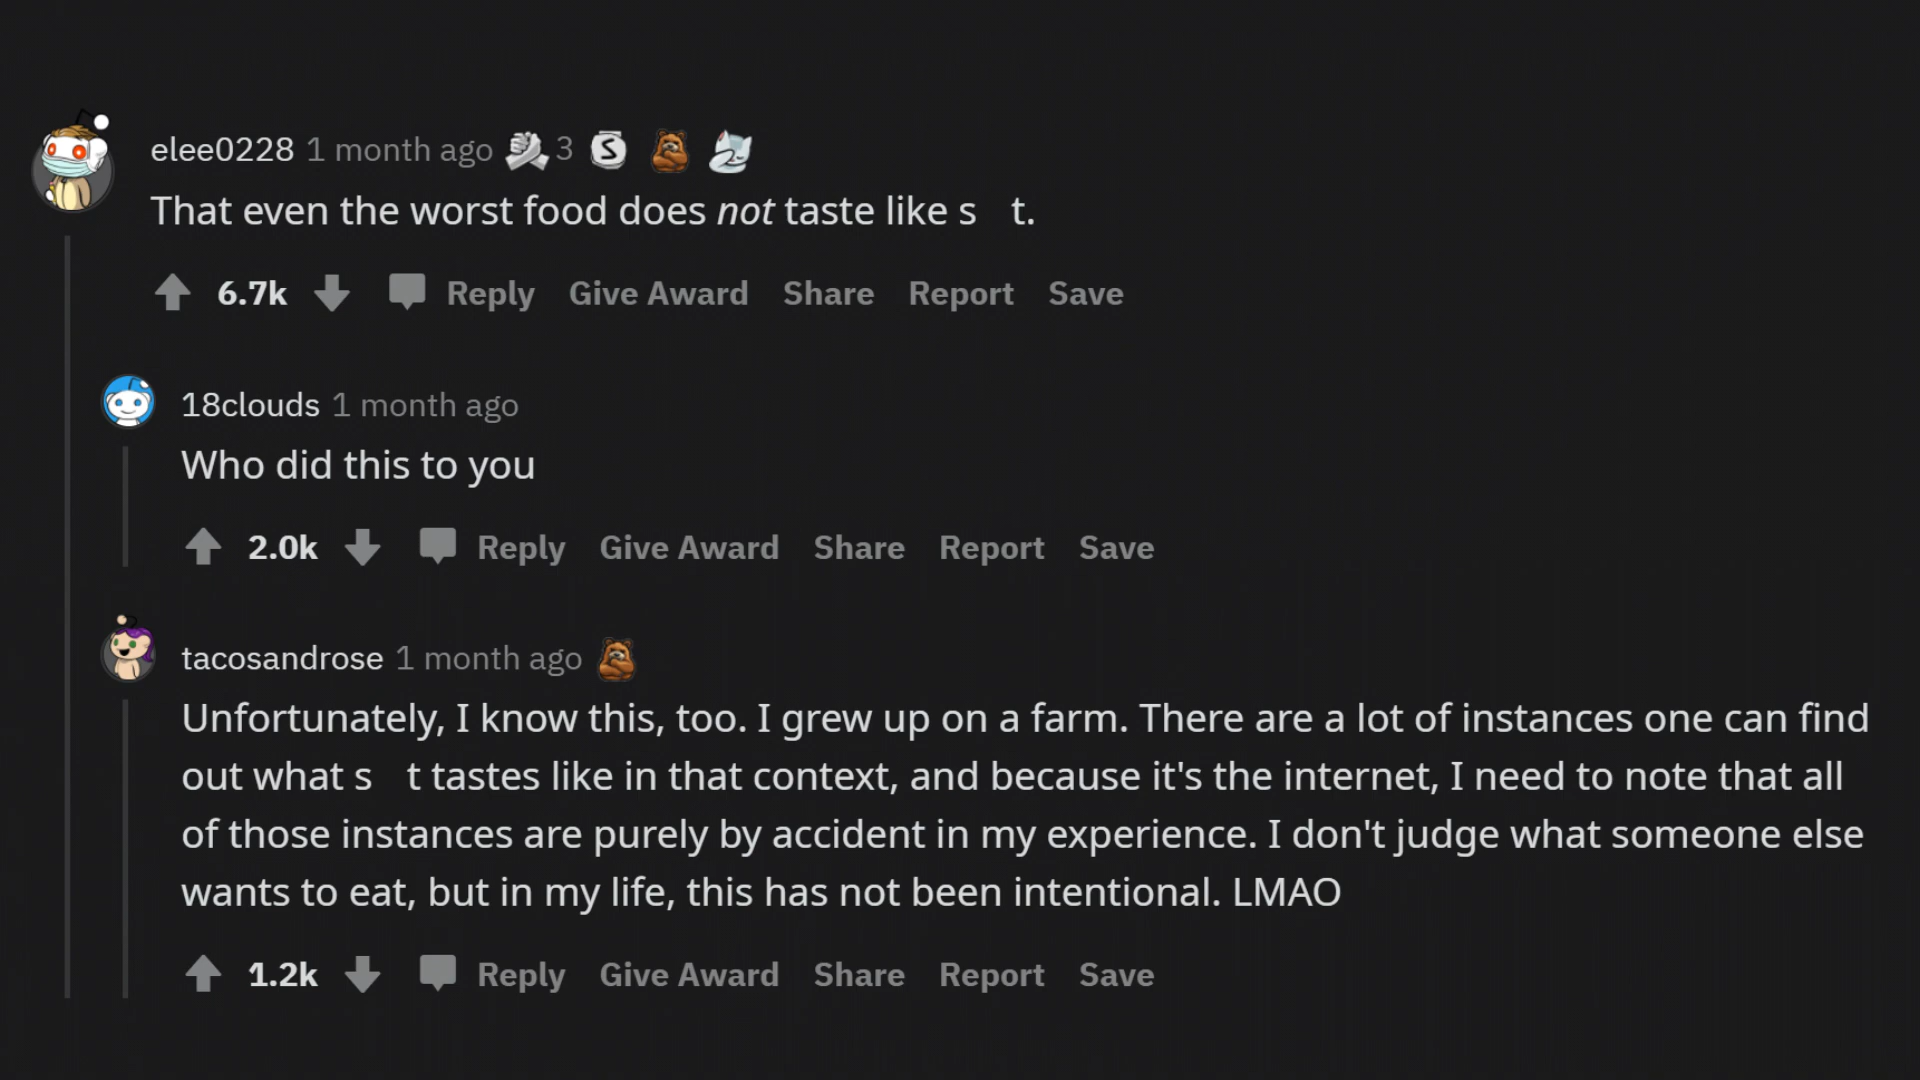 elee0228 1 month ago 3 S
That even the worst food does not taste like s t.
6.7k Reply Give Award Share Report Save
18clouds 1 month ago
Who did this to you
2.0k Reply Give Award Share Report Save
tacosandrose 1 month ago
Unfortunately, I know this, too. I grew up on a farm. There are a lot of instances one can find
out what s t tastes like in that context, and because it's the internet, I need to note that all
of those instances are purely by accident in my experience. I don't judge what someone else
wants to eat, but in my life, this has not been intentional. LMAO
1.2k Reply Give Award Share Report Save